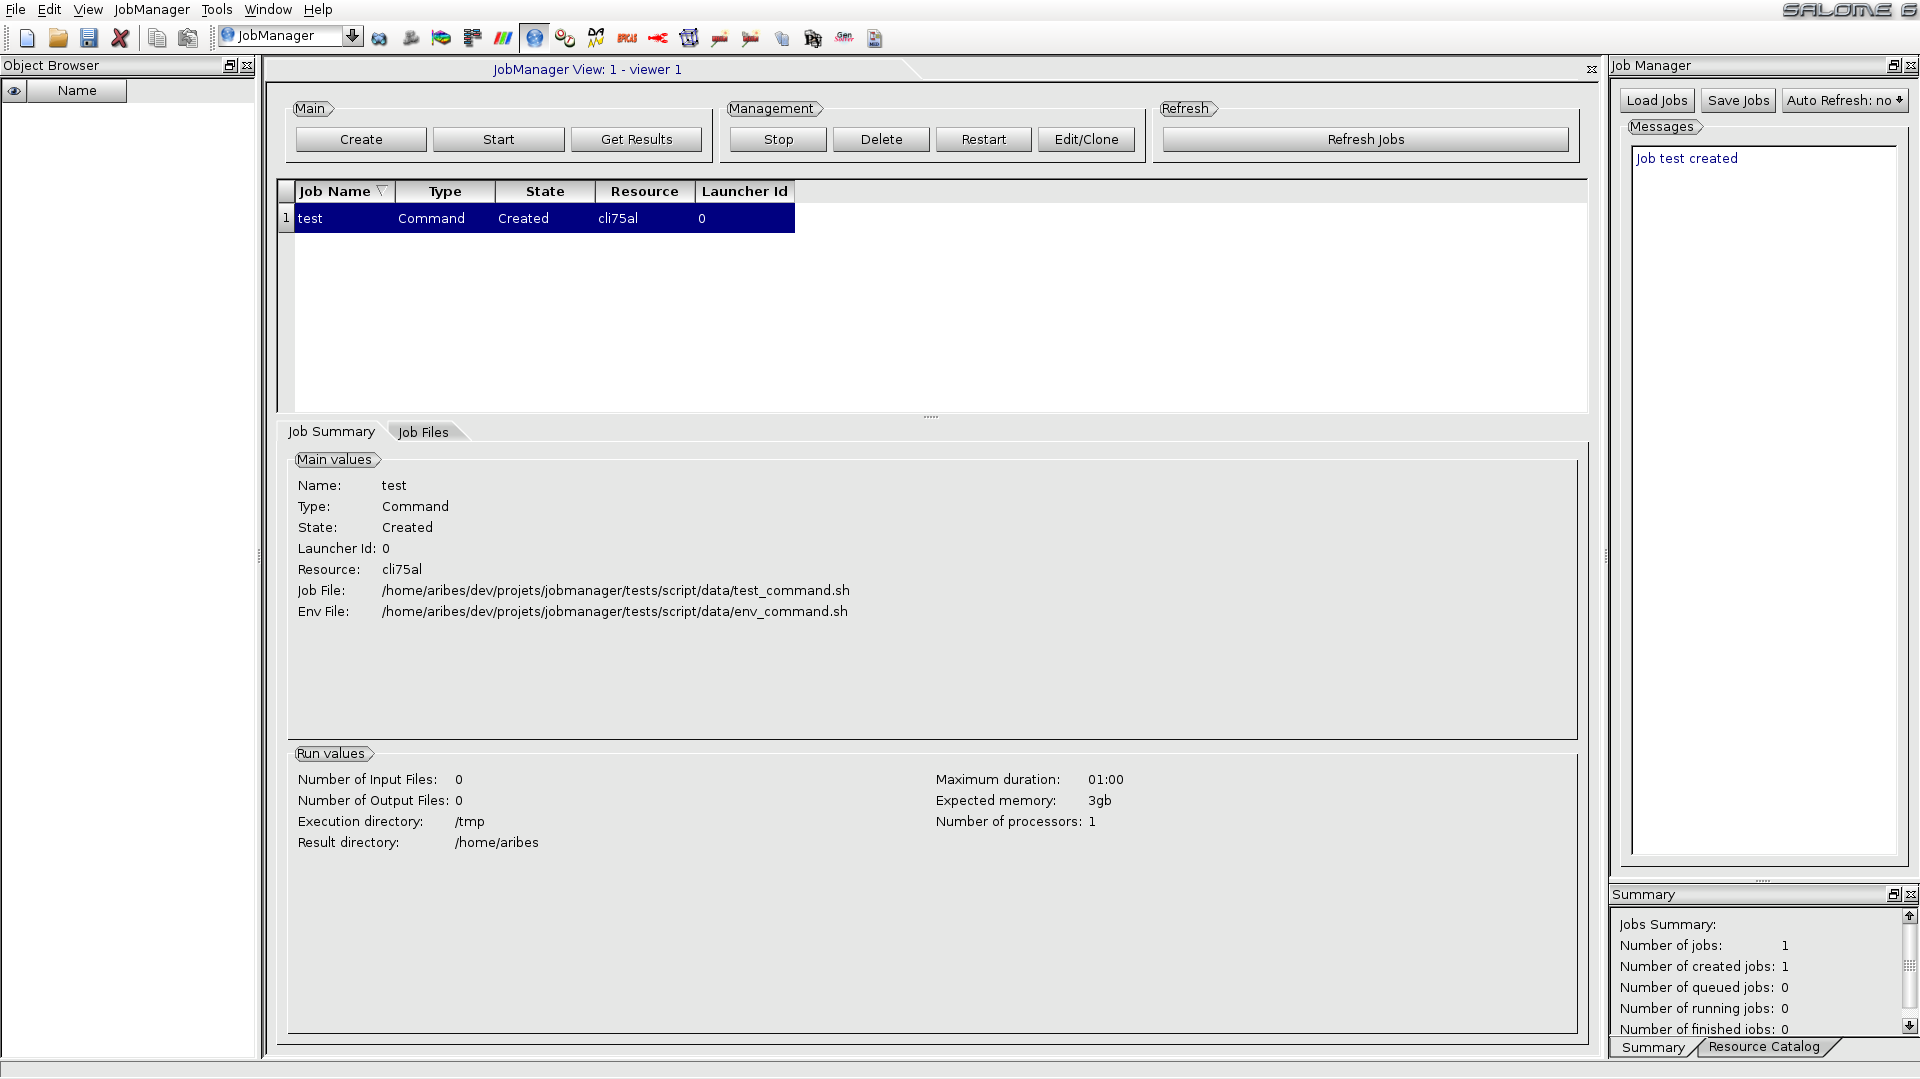 File Edit View JobManager Tools Window Help
SALOME 6
JobManager
Object Browser
Name
JobManager View: 1 - viewer 1
Main
Create Start Get Results
Management
Stop Delete Restart Edit/Clone
Refresh
Refresh Jobs
Job Name Type State Resource Launcher Id
1 test Command Created cli75al 0
Job Summary Job Files
Main values
Name: test
Type: Command
State: Created
Launcher Id: 0
Resource: cli75al
Job File: /home/aribes/dev/projets/jobmanager/tests/script/data/test_command.sh
Env File: /home/aribes/dev/projets/jobmanager/tests/script/data/env_command.sh
Run values
Number of Input Files: 0
Number of Output Files: 0
Execution directory: /tmp
Result directory: /home/aribes
Maximum duration: 01:00
Expected memory: 3gb
Number of processors: 1
Job Manager
Load Jobs Save Jobs Auto Refresh: no
Messages
Job test created
Summary
Jobs Summary:
Number of jobs: 1
Number of created jobs: 1
Number of queued jobs: 0
Number of running jobs: 0
Number of finished jobs: 0
Summary Resource Catalog